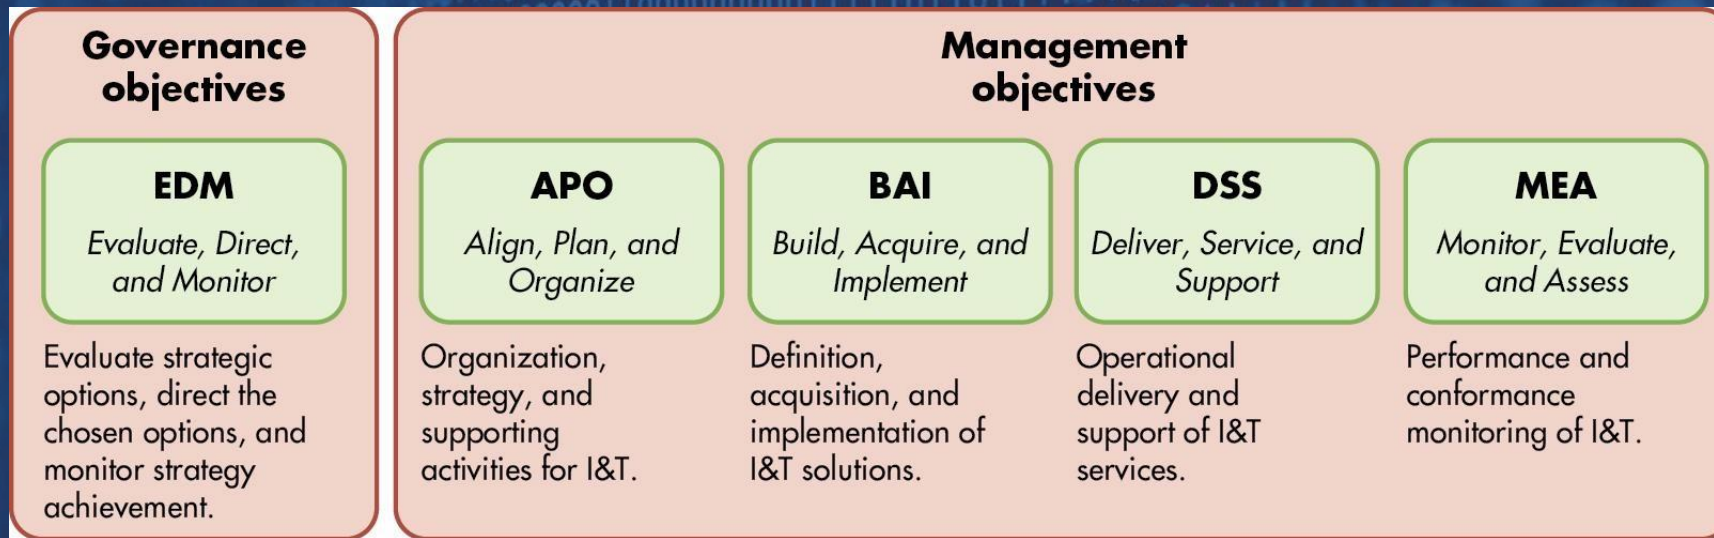 Governance
objectives
EDM
Evaluate, Direct,
and Monitor
Evaluate strategic
options, direct the
chosen options, and
monitor strategy
achievement.
Management
objectives
APO
Align, Plan, and
Organize
Organization,
strategy, and
supporting
activities for I&T.
BAI
Build, Acquire, and
Implement
Definition,
acquisition, and
implementation of
I&T solutions.
DSS
Deliver, Service, and
Support
Operational
delivery and
support of I&T
services.
MEA
Monitor, Evaluate,
and Assess
Performance and
conformance
monitoring of I&T.